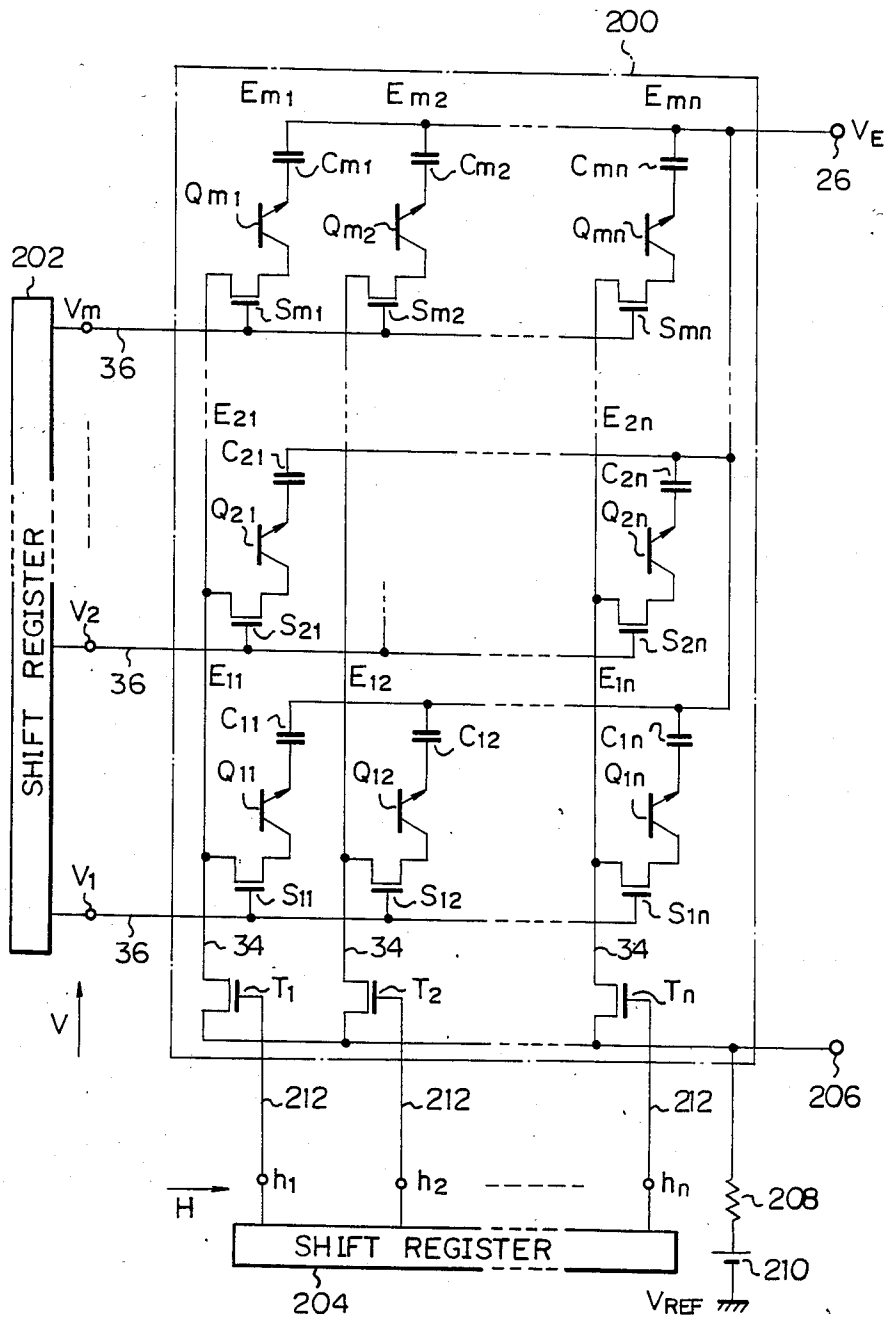 200
Em1 Em2 Emn
VE
26
Cm1 Cm2 Cmn
Qm1 Qm2 Qmn
202
Vm
Sm1 Sm2 Smn
36
E21 E2n
C21 C2n
Q21 Q2n
SHIFT REGISTER
V2
S21 S2n
36
E11 E12 E1n
C11 C12 C1n
Q11 Q12 Q1n
V1
S11 S12 S1n
36
34 34 34
V
T1 T2 Tn
206
212 212 212
H
h1 h2 hn
208
SHIFT REGISTER
210
204
VREF